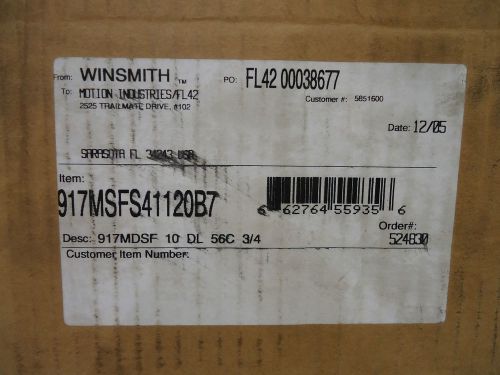 From: WINSMITH ™ PO: FL42 00038677
To: MOTION INDUSTRIES/FL42 Customer #: 5851600
2525 TRAILMATE DRIVE, #102
Date: 12/05
SARASOTA FL 34243 USA
Item:
917MSFS41120B7
6 62764 55935 6
Order#:
Desc: 917MDSF 10 DL 56C 3/4 524830
Customer Item Number: